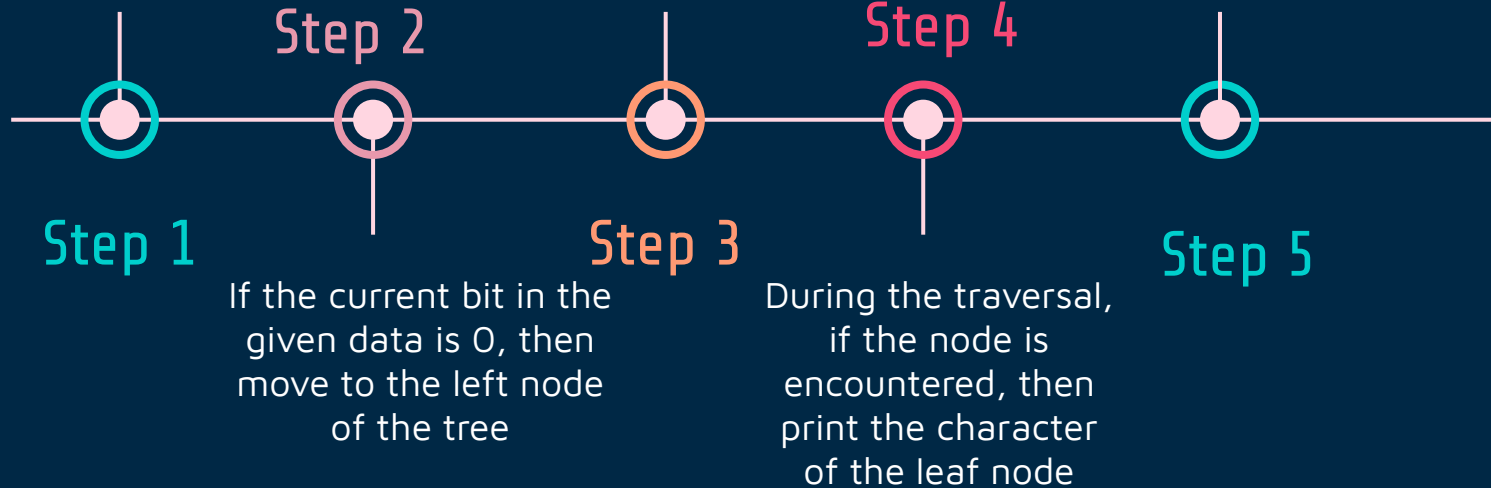 Step 1
Step 2
If the current bit in the
given data is 0, then
move to the left node
of the tree
Step 3
Step 4
During the traversal,
if the node is
encountered, then
print the character
of the leaf node
Step 5